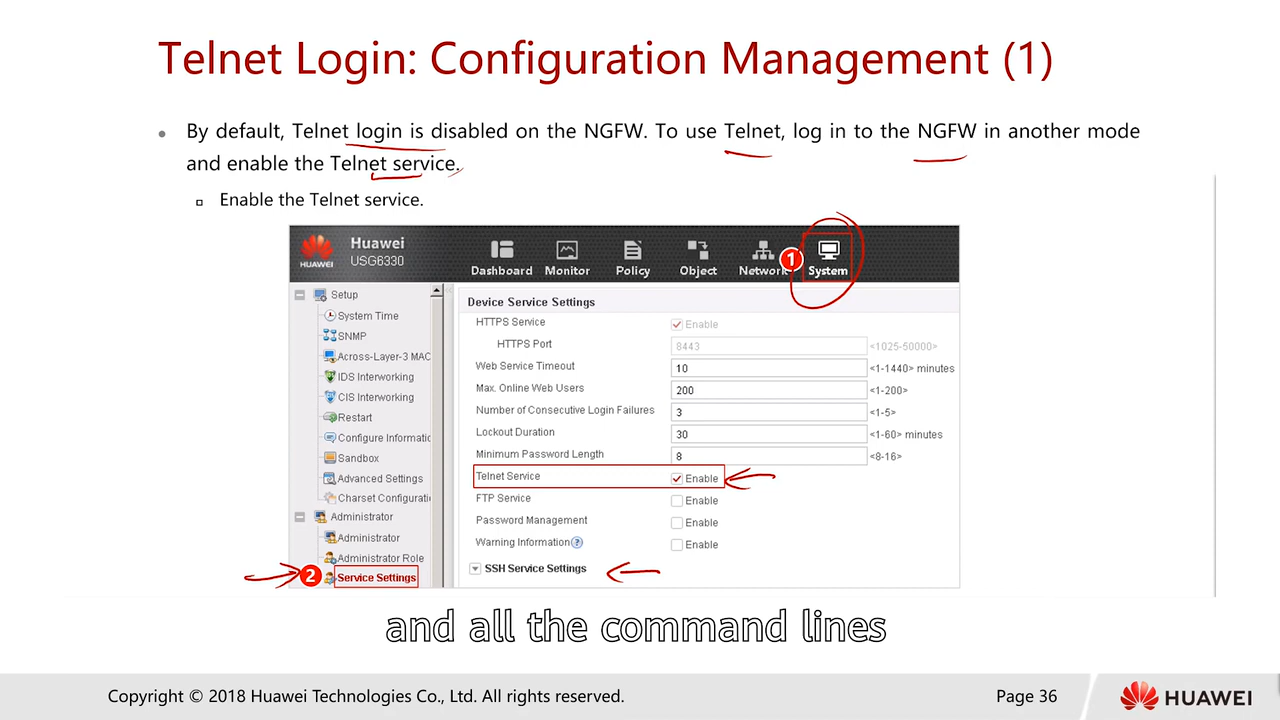 Telnet Login: Configuration Management (1)
By default, Telnet login is disabled on the NGFW. To use Telnet, log in to the NGFW in another mode
and enable the Telnet service.
Enable the Telnet service.
HUAWEI
Huawei
USG6330
Dashboard Monitor Policy Object Network 1 System
Setup
System Time
SNMP
Across-Layer-3 MAC
IDS Interworking
CIS Interworking
Restart
Configure Informatic
Sandbox
Advanced Settings
Charset Configurati
Administrator
Administrator
Administrator Role
2 Service Settings
Device Service Settings
HTTPS Service Enable
HTTPS Port 8443 <1025-50000>
Web Service Timeout 10 <1-1440> minutes
Max. Online Web Users 200 <1-200>
Number of Consecutive Login Failures 3 <1-5>
Lockout Duration 30 <1-60> minutes
Minimum Password Length 8 <8-16>
Telnet Service Enable
FTP Service Enable
Password Management Enable
Warning Information ? Enable
SSH Service Settings
and all the command lines
Copyright © 2018 Huawei Technologies Co., Ltd. All rights reserved.
Page 36
HUAWEI